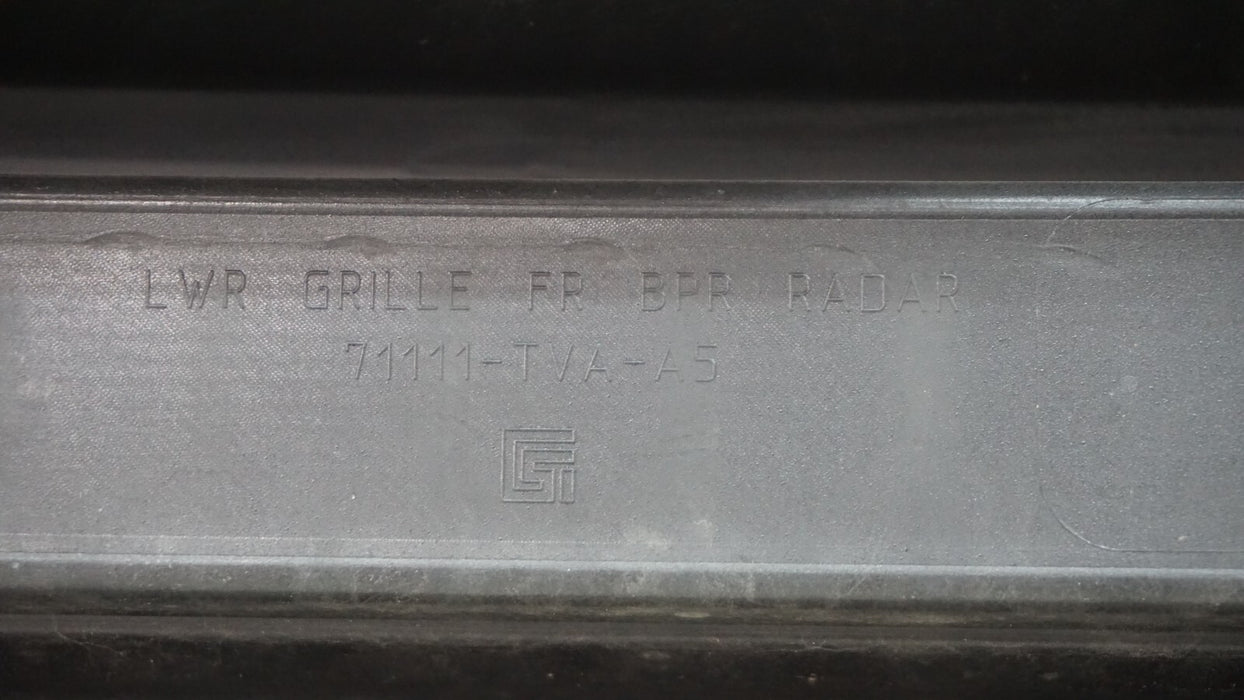 LWR GRILLE FR BPR RADAR
71111-TVA-A5